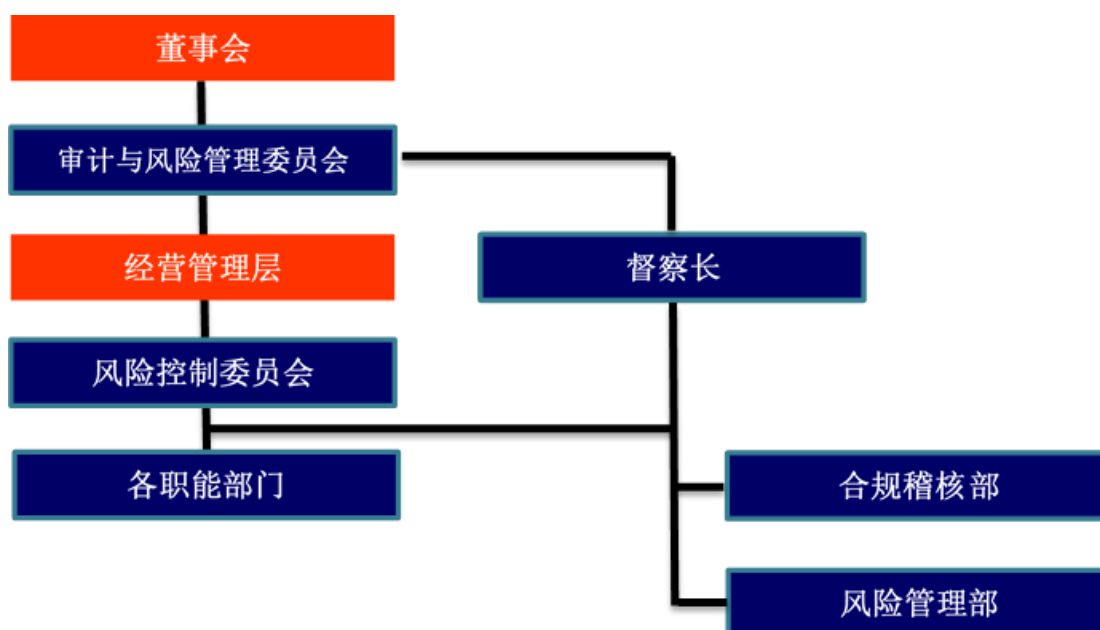 董事会
审计与风险管理委员会
经营管理层
督察长
风险控制委员会
各职能部门
合规稽核部
风险管理部